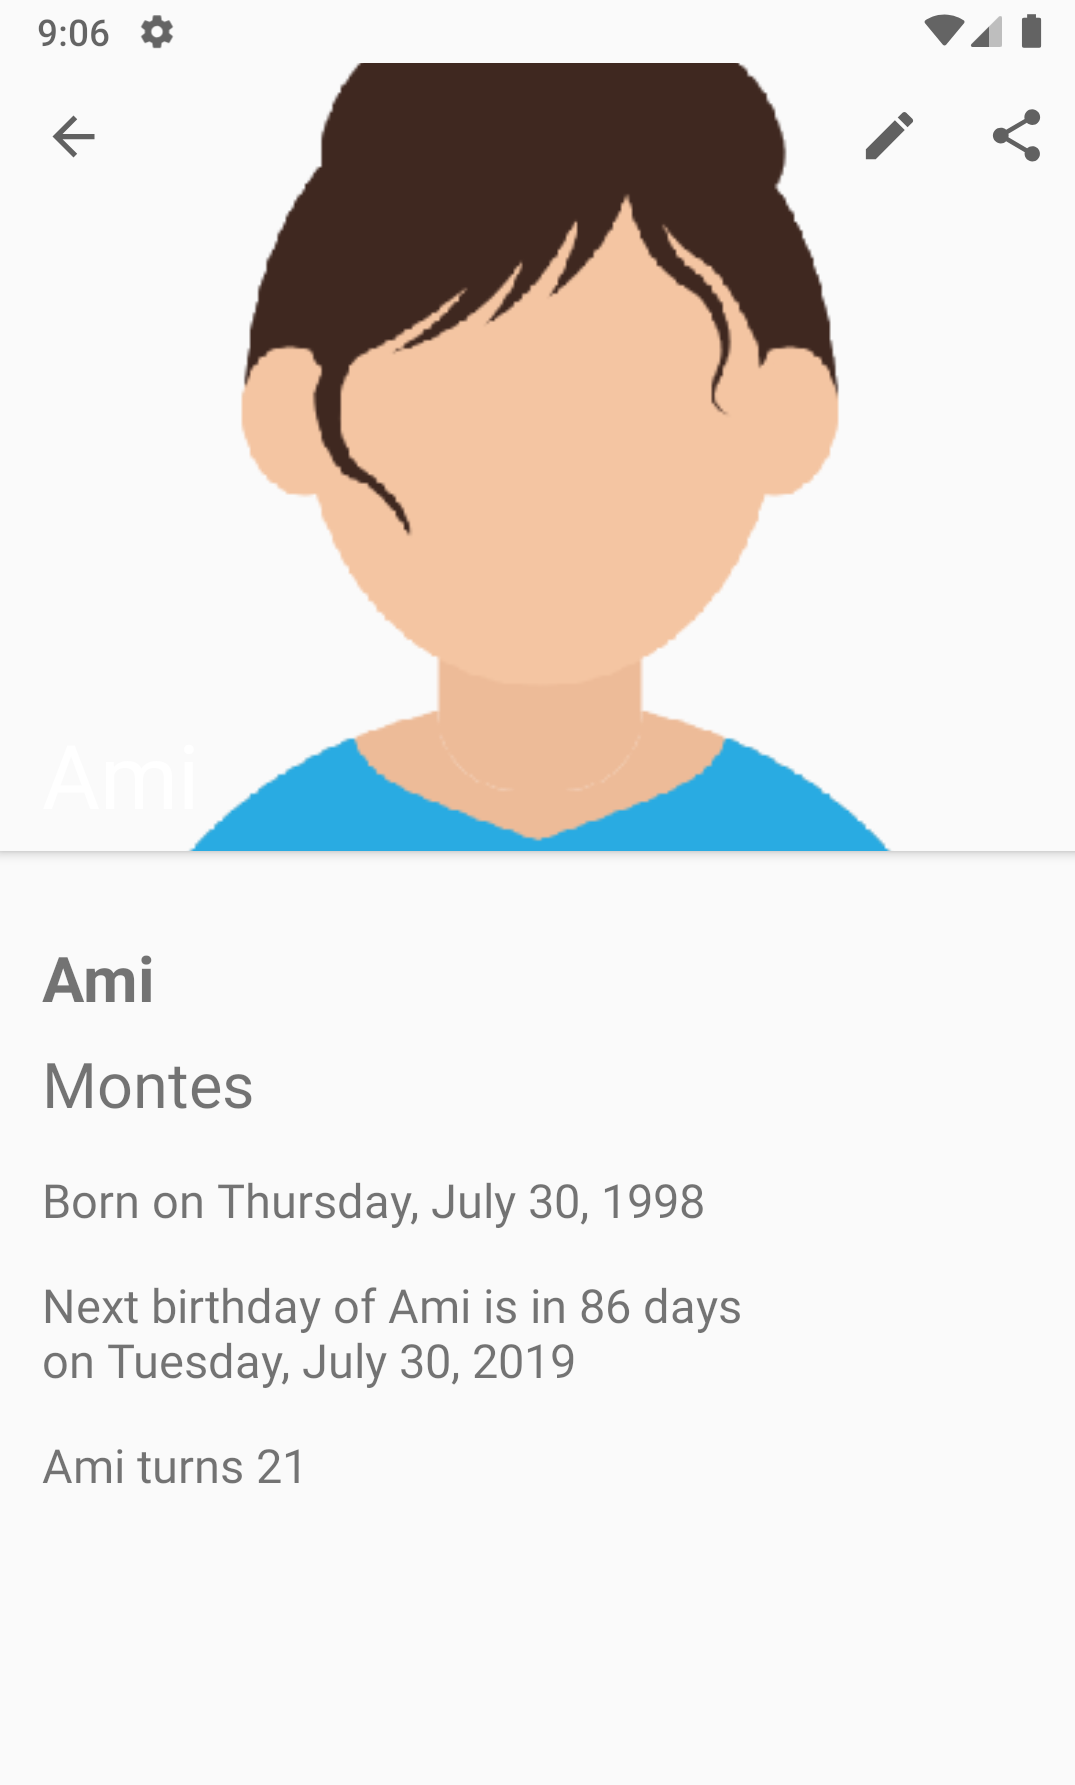 9:06
Ami
Ami
Montes
Born on Thursday, July 30, 1998
Next birthday of Ami is in 86 days
on Tuesday, July 30, 2019
Ami turns 21